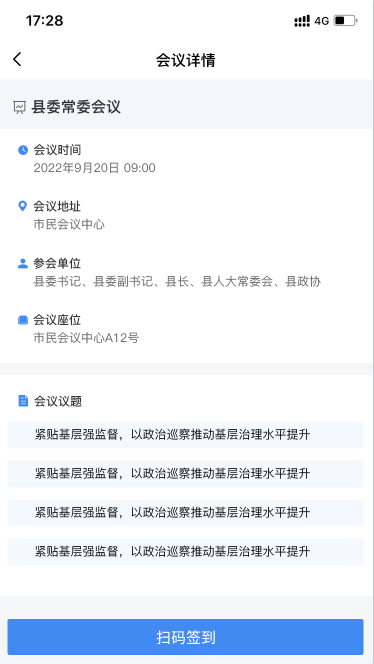 17:28
4G
会议详情
县委常委会议
会议时间
2022年9月20日 09:00
会议地址
市民会议中心
参会单位
县委书记、县委副书记、县长、县人大常委会、县政协
会议座位
市民会议中心A12号
会议议题
紧贴基层强监督，以政治巡察推动基层治理水平提升
紧贴基层强监督，以政治巡察推动基层治理水平提升
紧贴基层强监督，以政治巡察推动基层治理水平提升
紧贴基层强监督，以政治巡察推动基层治理水平提升
扫码签到